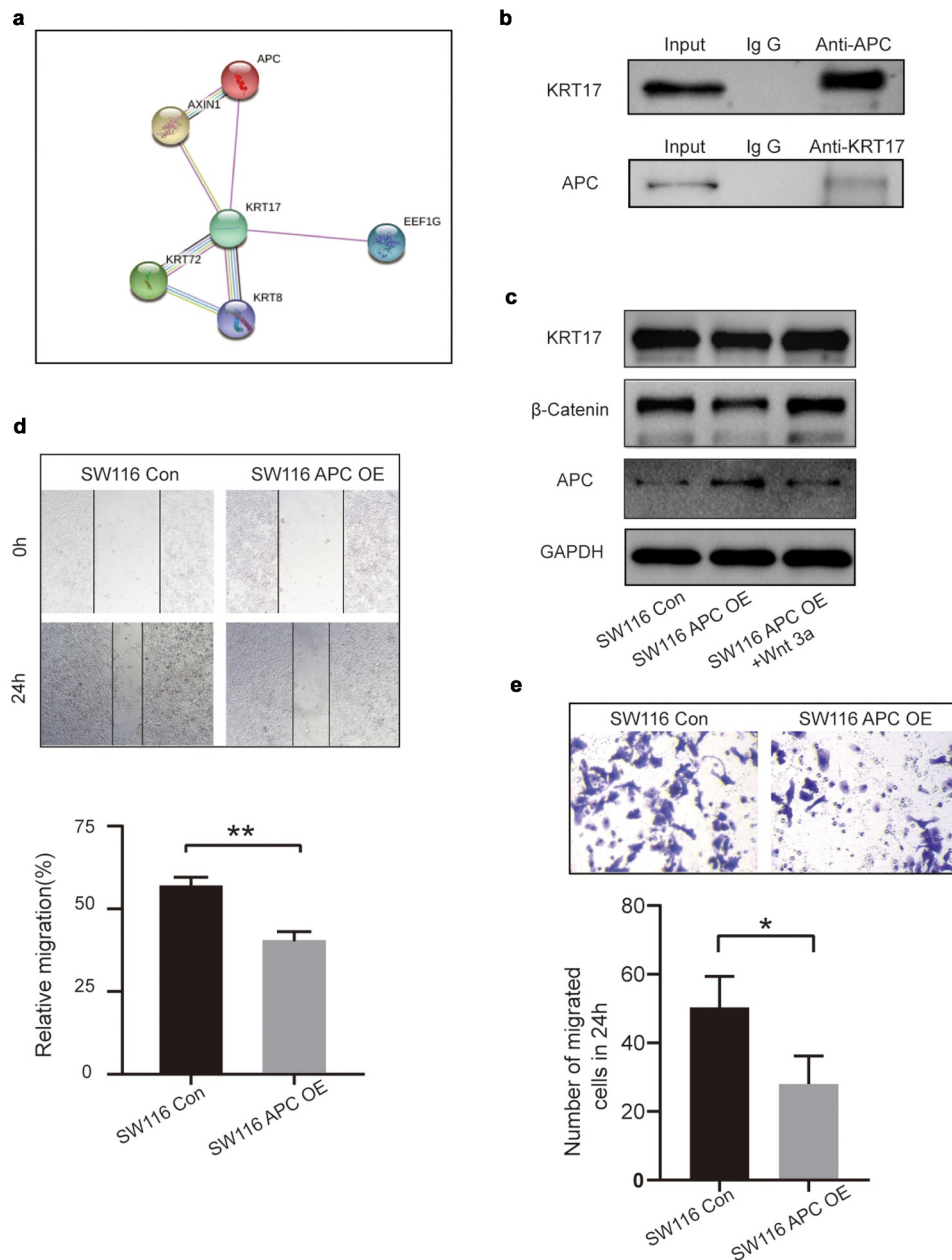 a
APC
AXIN1
KRT17
EEF1G
KRT72
KRT8
b
Input Ig G Anti-APC
KRT17
Input Ig G Anti-KRT17
APC
c
KRT17
β-Catenin
APC
GAPDH
SW116 Con
SW116 APC OE
SW116 APC OE
+Wnt 3a
d
SW116 Con SW116 APC OE
0h
24h
Relative migration(%)
75
50
25
0
**
SW116 Con
SW116 APC OE
e
SW116 Con SW116 APC OE
Number of migrated
cells in 24h
80
60
40
20
0
*
SW116 Con
SW116 APC OE